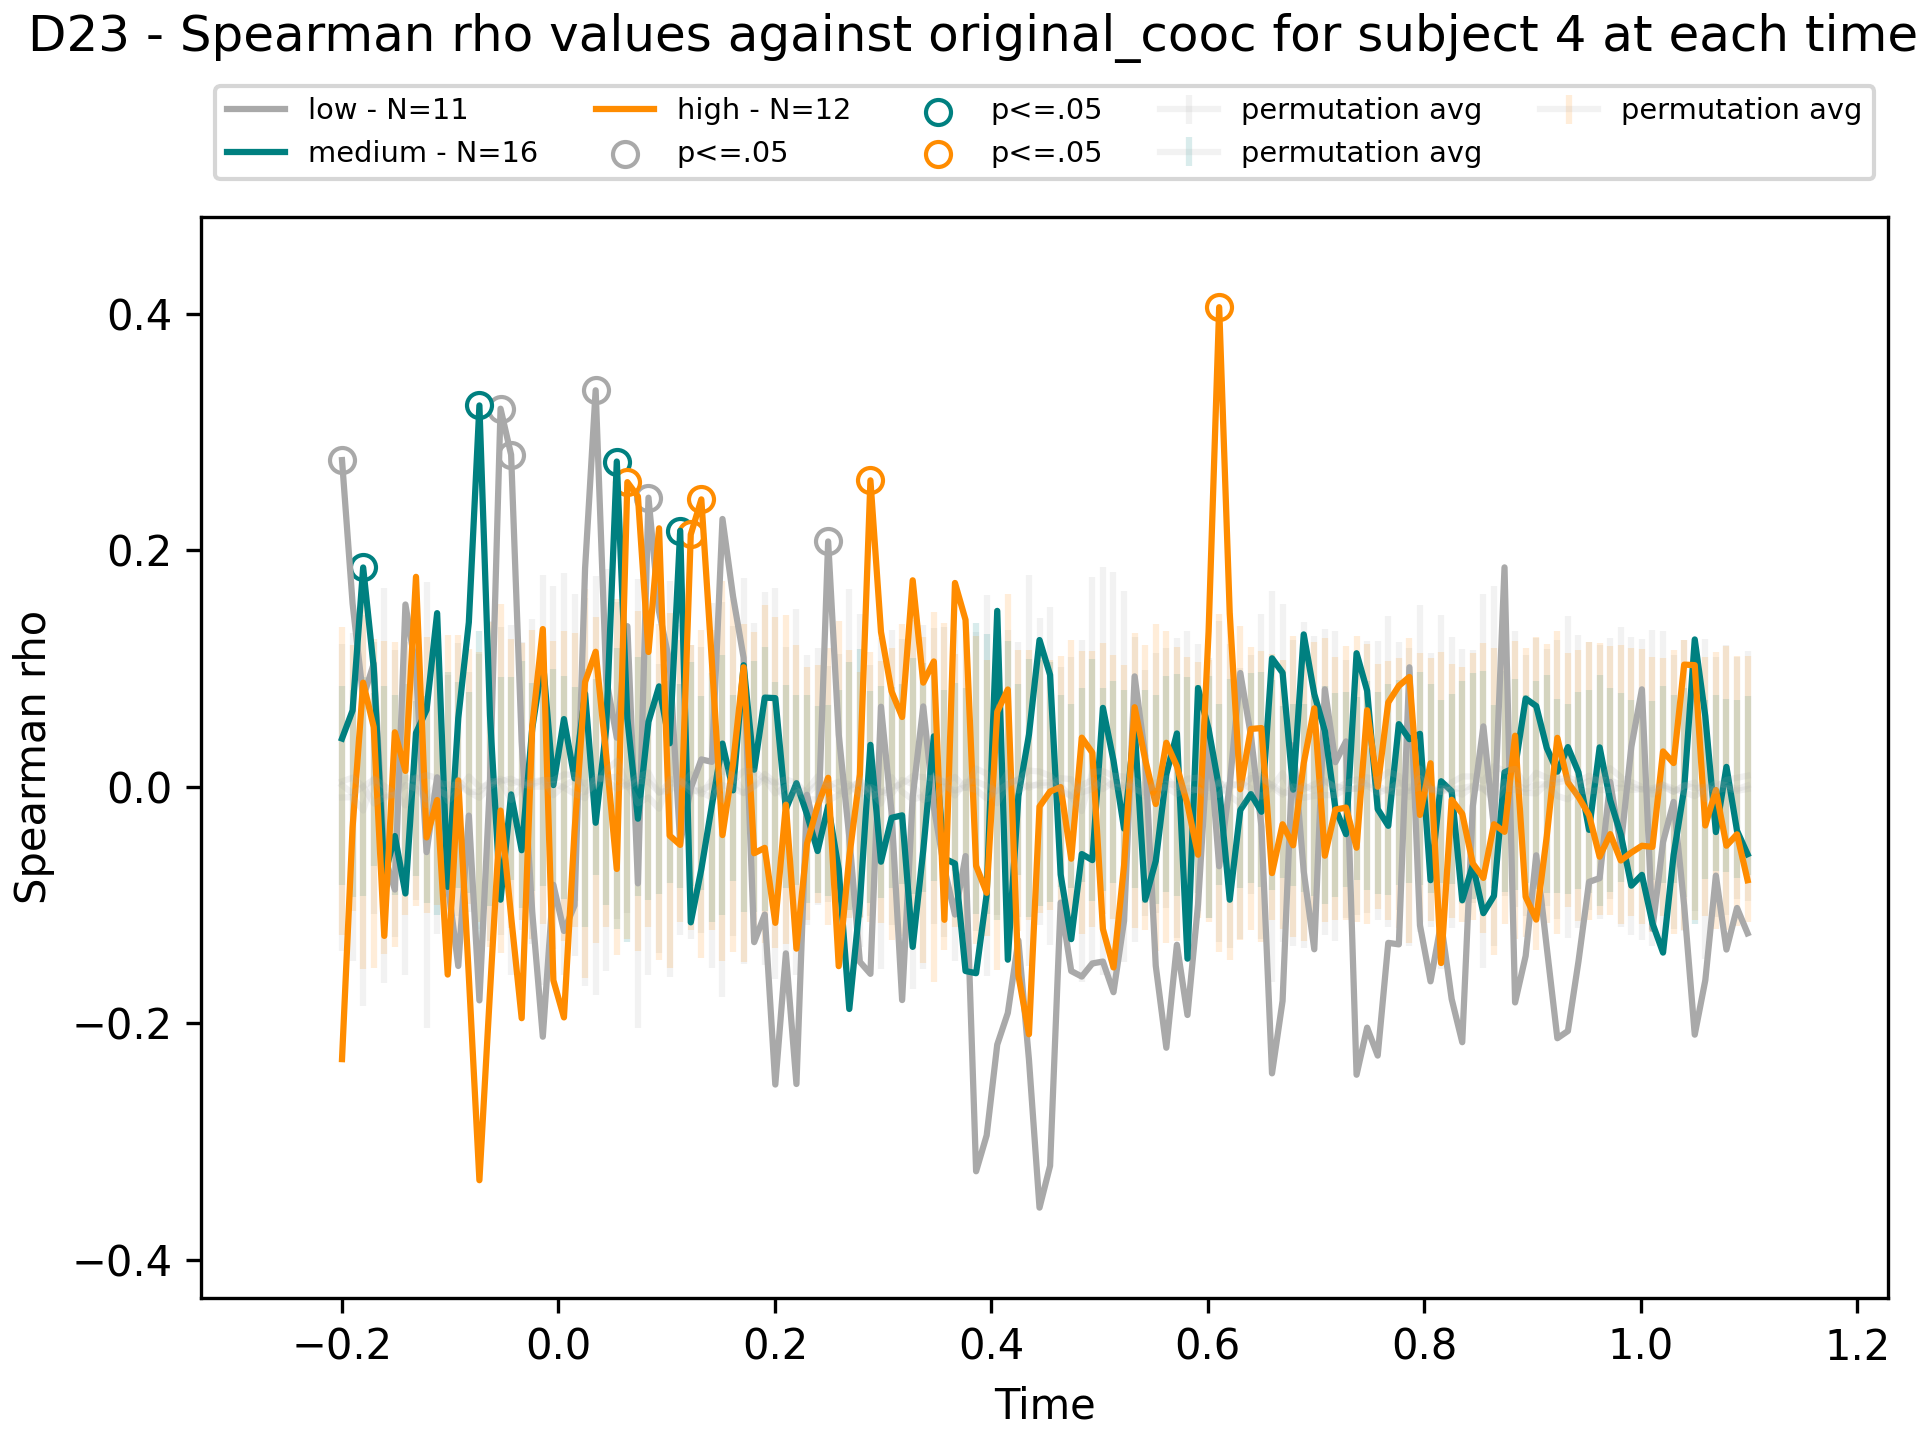 D23 - Spearman rho values against original_cooc for subject 4 at each time
low - N=11
medium - N=16
high - N=12
p<=.05
p<=.05
p<=.05
permutation avg
permutation avg
permutation avg
Spearman rho
0.4
0.2
0.0
−0.2
−0.4
−0.2
0.0
0.2
0.4
0.6
0.8
1.0
1.2
Time